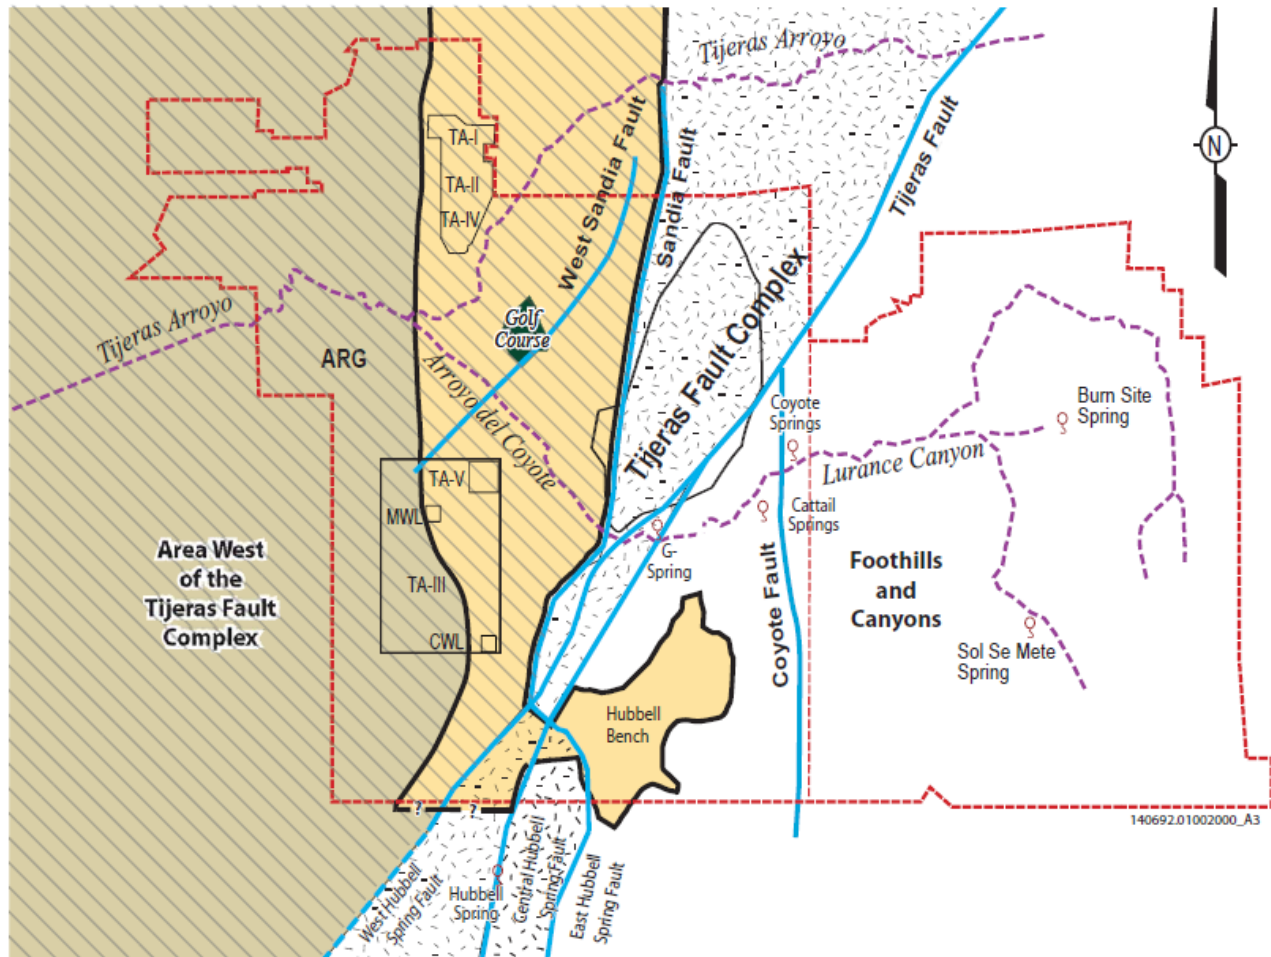 Tijeras Arroyo
N
TA-I
TA-II
TA-IV
West Sandia Fault
Sandia Fault
Tijeras Fault
Tijeras Fault Complex
Tijeras Arroyo
Golf
Course
ARG
Arroyo del Coyote
Coyote
Springs
Burn Site
Spring
Lurance Canyon
TA-V
MWL
Cattail
Springs
G-
Spring
Area West
of the
Tijeras Fault
Complex
TA-III
CWL
Foothills
and
Canyons
Coyote Fault
Sol Se Mete
Spring
Hubbell
Bench
?
?
140692.01002000_A3
West Hubbell
Spring Fault
Hubbell
Spring
Central Hubbell
Spring Fault
East Hubbell
Spring Fault